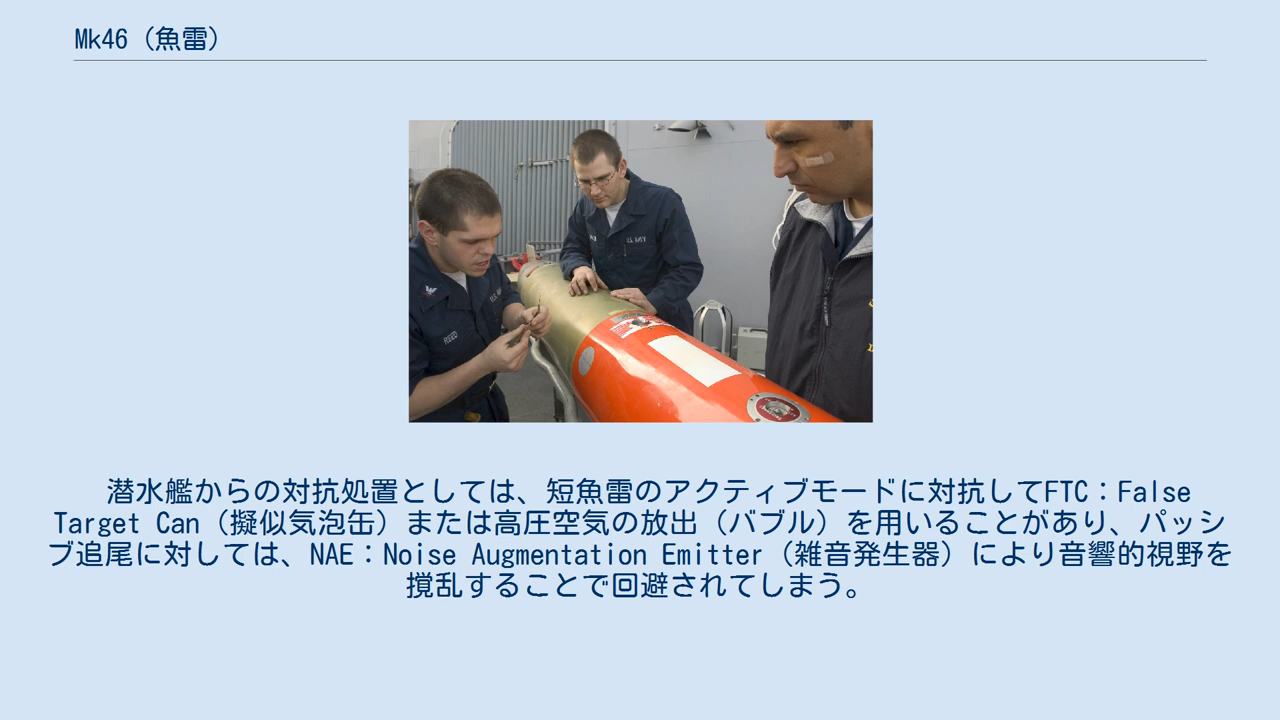 Mk46（魚雷）
U.S. NAVY
REED
潜水艦からの対抗処置としては、短魚雷のアクティブモードに対抗してFTC：False
Target Can（擬似気泡缶）または高圧空気の放出（バブル）を用いることがあり、パッシ
ブ追尾に対しては、NAE：Noise Augmentation Emitter（雑音発生器）により音響的視野を
撹乱することで回避されてしまう。